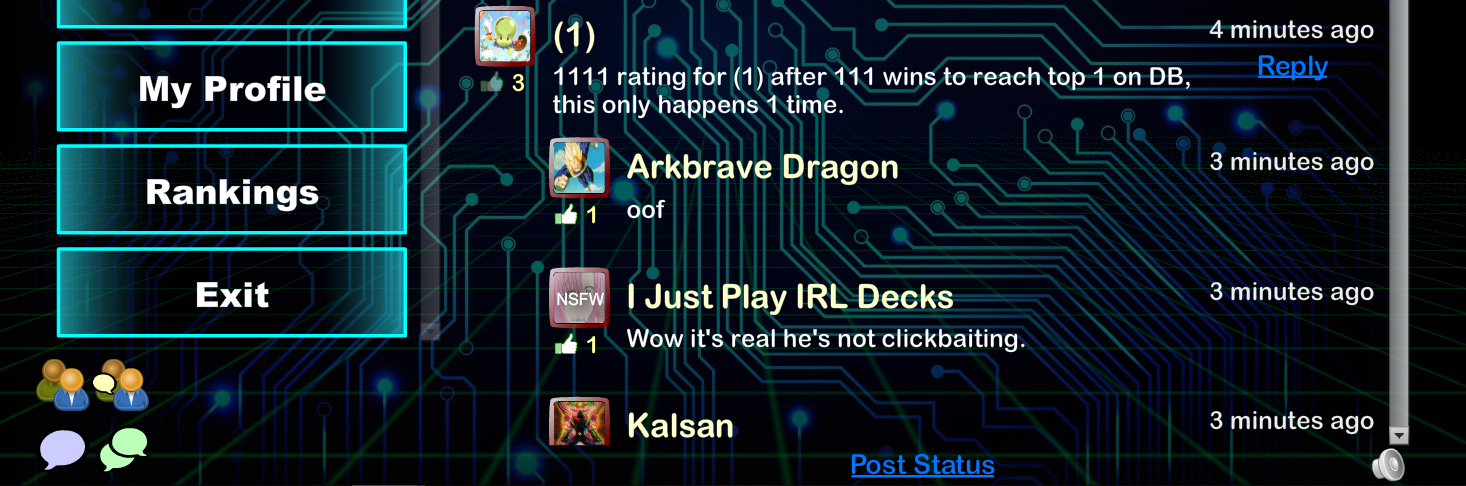 My Profile
Rankings
Exit
(1)
4 minutes ago
Reply
3
1111 rating for (1) after 111 wins to reach top 1 on DB,
this only happens 1 time.
Arkbrave Dragon
3 minutes ago
1
oof
NSFW
I Just Play IRL Decks
3 minutes ago
1
Wow it's real he's not clickbaiting.
Kalsan
3 minutes ago
Post Status